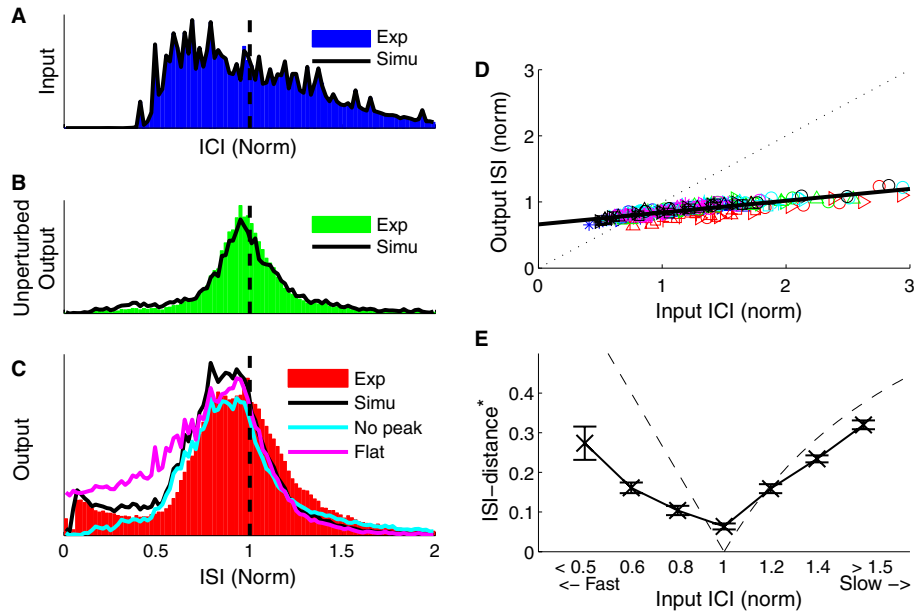 A
Input
Exp
Simu
ICI (Norm)
B
Unperturbed
Output
Exp
Simu
C
Output
Exp
Simu
No peak
Flat
0
0.5
1
1.5
2
ISI (Norm)
D
Output ISI (norm)
3
2
1
0
0
1
2
3
Input ICI (norm)
E
ISI−distance*
0.4
0.3
0.2
0.1
0
< 0.5
0.6
0.8
1
1.2
1.4
> 1.5
<− Fast
Slow −>
Input ICI (norm)